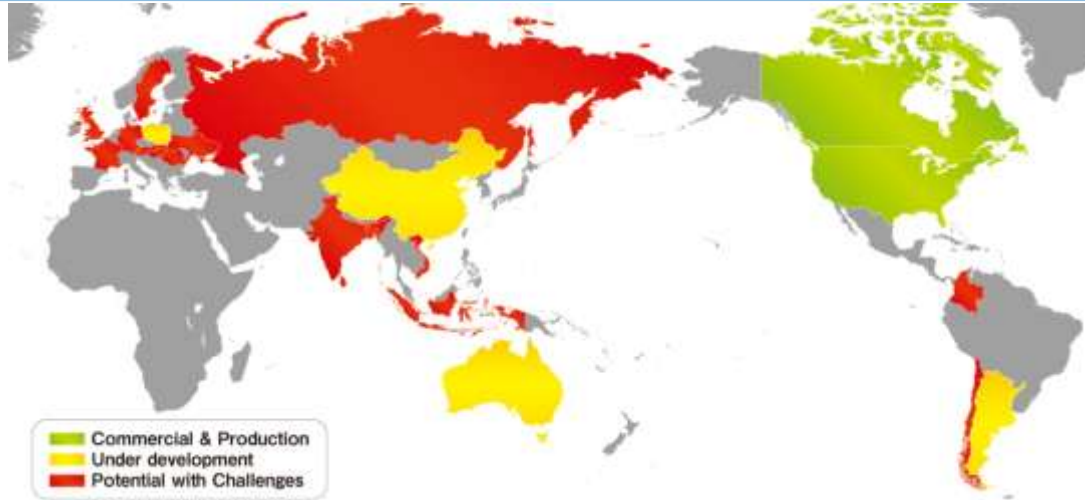 Commercial & Production
Under development
Potential with Challenges